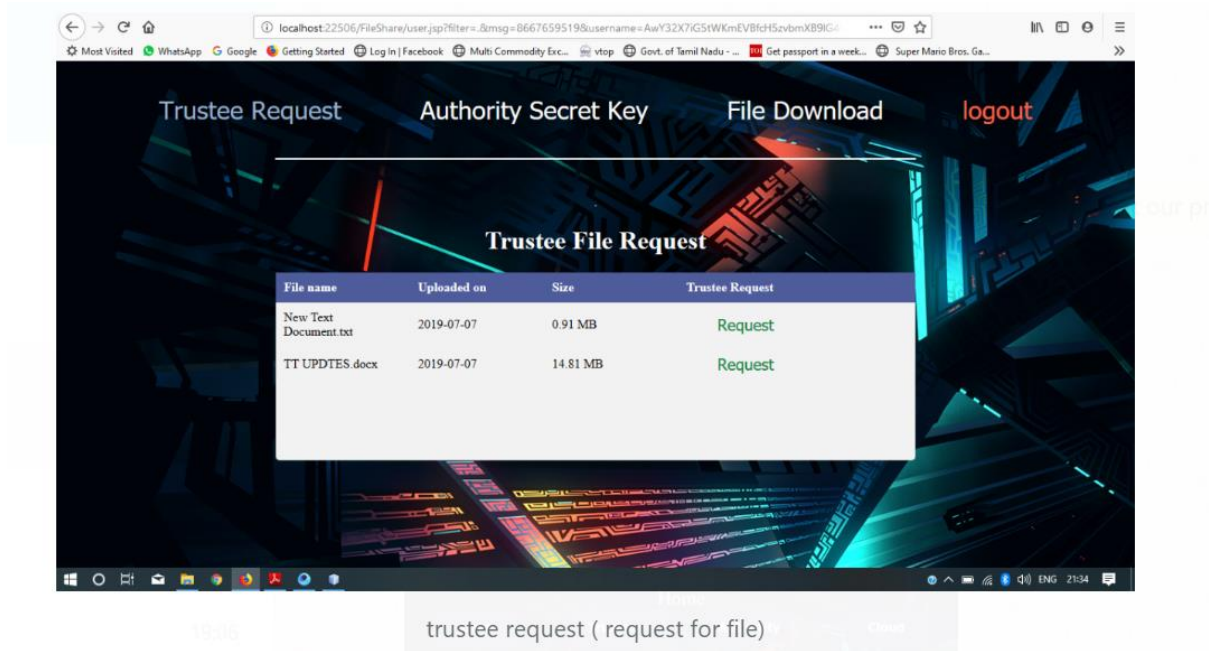 localhost:22506/FileShare/user.jsp?filter=.&msg=8667659519&username=
Most Visited WhatsApp Google Getting Started Log In | Facebook Multi Commodity Exc... vtop Govt. of Tamil Nadu - ... Get passport in a week... Super Mario Bros. Ga...
Trustee Request Authority Secret Key File Download logout
Trustee File Request
File name Uploaded on Size Trustee Request
New Text
Document.txt 2019-07-07 0.91 MB Request
TT UPDTES.docx 2019-07-07 14.81 MB Request
ENG 21:34
Home
trustee request ( request for file)